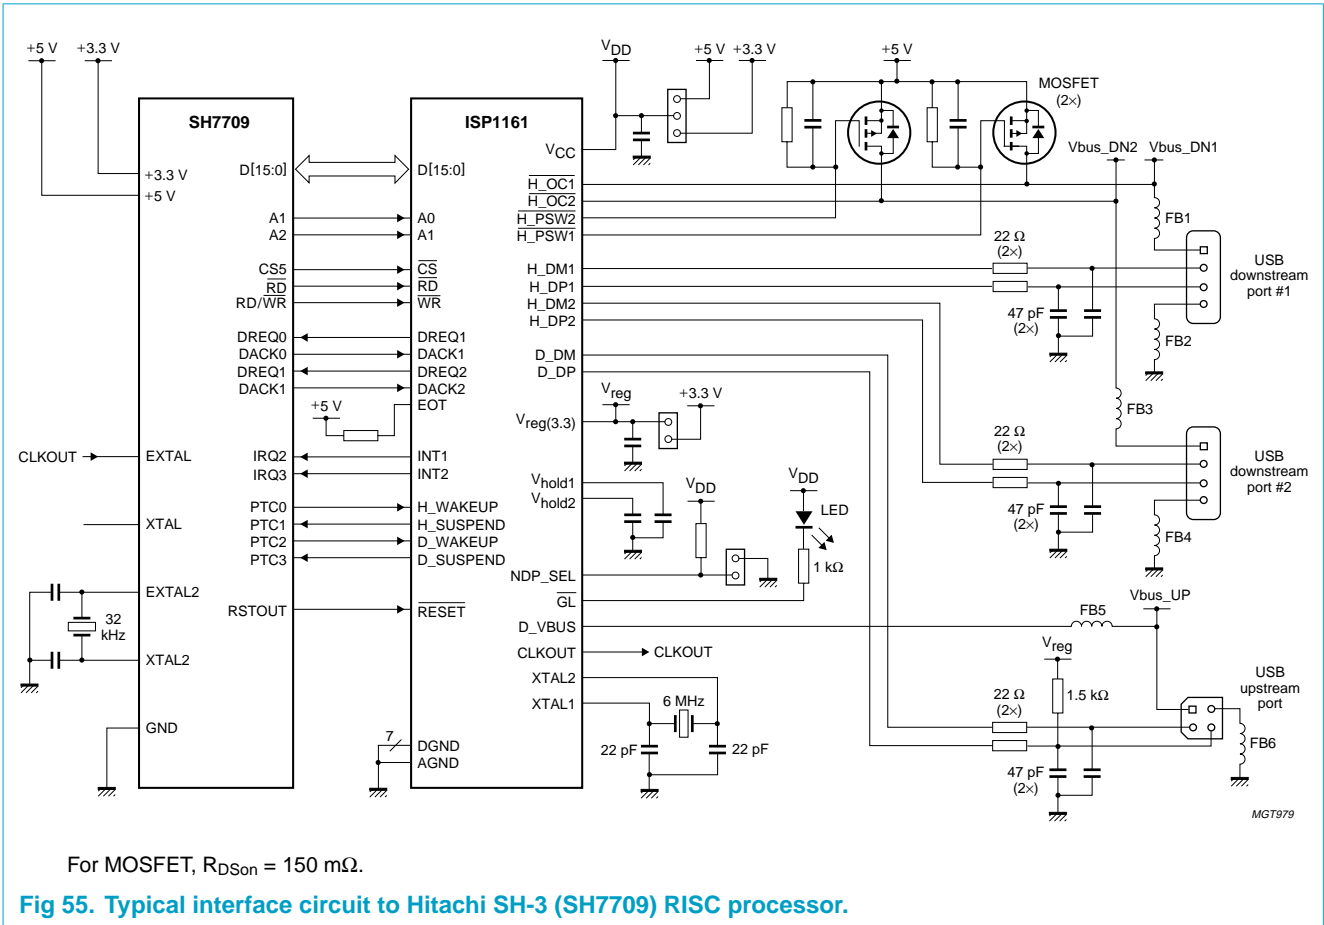 +5 V
+3.3 V
SH7709
D[15:0]
+3.3 V
+5 V
A1
A2
CS5
RD
RD/WR
DREQ0
DACK0
DREQ1
DACK1
CLKOUT
EXTAL
IRQ2
IRQ3
XTAL
PTC0
PTC1
PTC2
PTC3
EXTAL2
RSTOUT
32
kHz
XTAL2
GND
ISP1161
D[15:0]
A0
A1
CS
RD
WR
DREQ1
DACK1
DREQ2
DACK2
EOT
+5 V
INT1
INT2
H_WAKEUP
H_SUSPEND
D_WAKEUP
D_SUSPEND
RESET
7
DGND
AGND
VCC
H_OC1
H_OC2
H_PSW2
H_PSW1
H_DM1
H_DP1
H_DM2
H_DP2
D_DM
D_DP
Vreg(3.3)
Vhold1
Vhold2
NDP_SEL
GL
D_VBUS
CLKOUT
XTAL2
XTAL1
VDD
+5 V
+3.3 V
+5 V
MOSFET
(2×)
Vbus_DN2
Vbus_DN1
FB1
22 Ω
(2×)
USB
downstream
port #1
47 pF
(2×)
FB2
Vreg
+3.3 V
FB3
22 Ω
(2×)
USB
downstream
port #2
47 pF
(2×)
FB4
VDD
VDD
LED
1 kΩ
CLKOUT
6 MHz
22 pF
22 pF
Vbus_UP
FB5
Vreg
1.5 kΩ
22 Ω
(2×)
USB
upstream
port
FB6
47 pF
(2×)
MGT979
For MOSFET, RDSon = 150 mΩ.
Fig 55. Typical interface circuit to Hitachi SH-3 (SH7709) RISC processor.